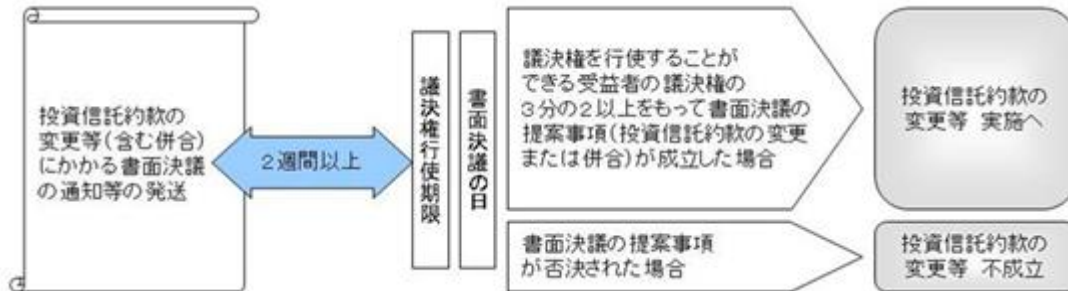 投資信託約款の
変更等(含む併合)
にかかる書面決議
の通知等の発送
2週間以上
議決権行使期限
書面決議の日
議決権を行使することが
できる受益者の議決権の
3分の2以上をもって書面決議の
提案事項(投資信託約款の変更
または併合)が成立した場合
投資信託約款の
変更等 実施へ
書面決議の提案事項
が否決された場合
投資信託約款の
変更等 不成立